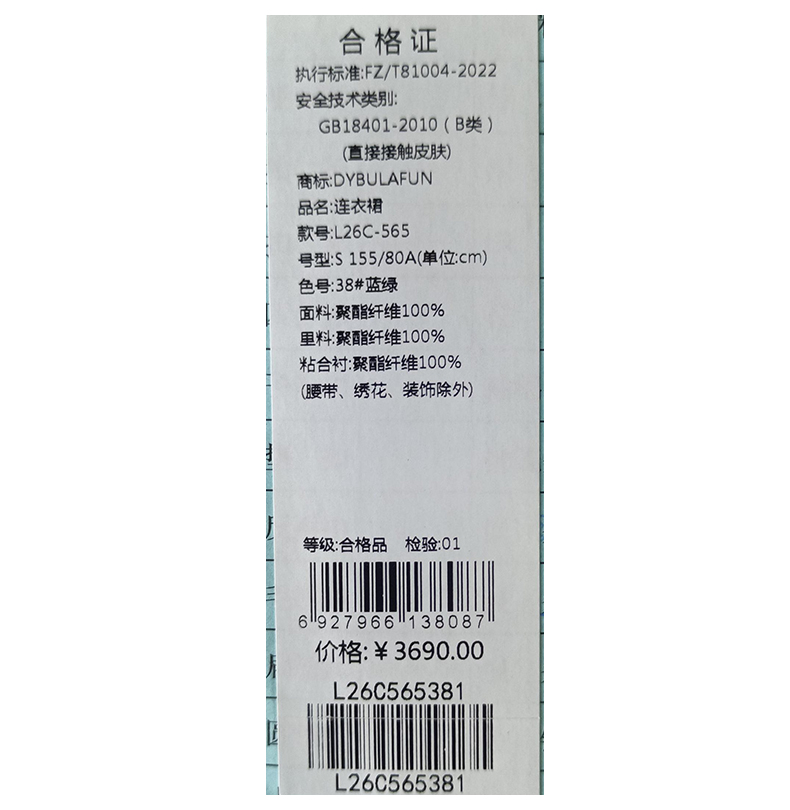 合格证
执行标准:FZ/T81004-2022
安全技术类别:
GB18401-2010（B类）
(直接接触皮肤)
商标:DYBULAFUN
品名:连衣裙
款号:L26C-565
号型:S 155/80A(单位:cm)
色号:38#蓝绿
面料:聚酯纤维100%
里料:聚酯纤维100%
粘合衬:聚酯纤维100%
(腰带、绣花、装饰除外)
等级:合格品 检验:01
6 927966 138087
价格:¥3690.00
L26C565381
L26C565381